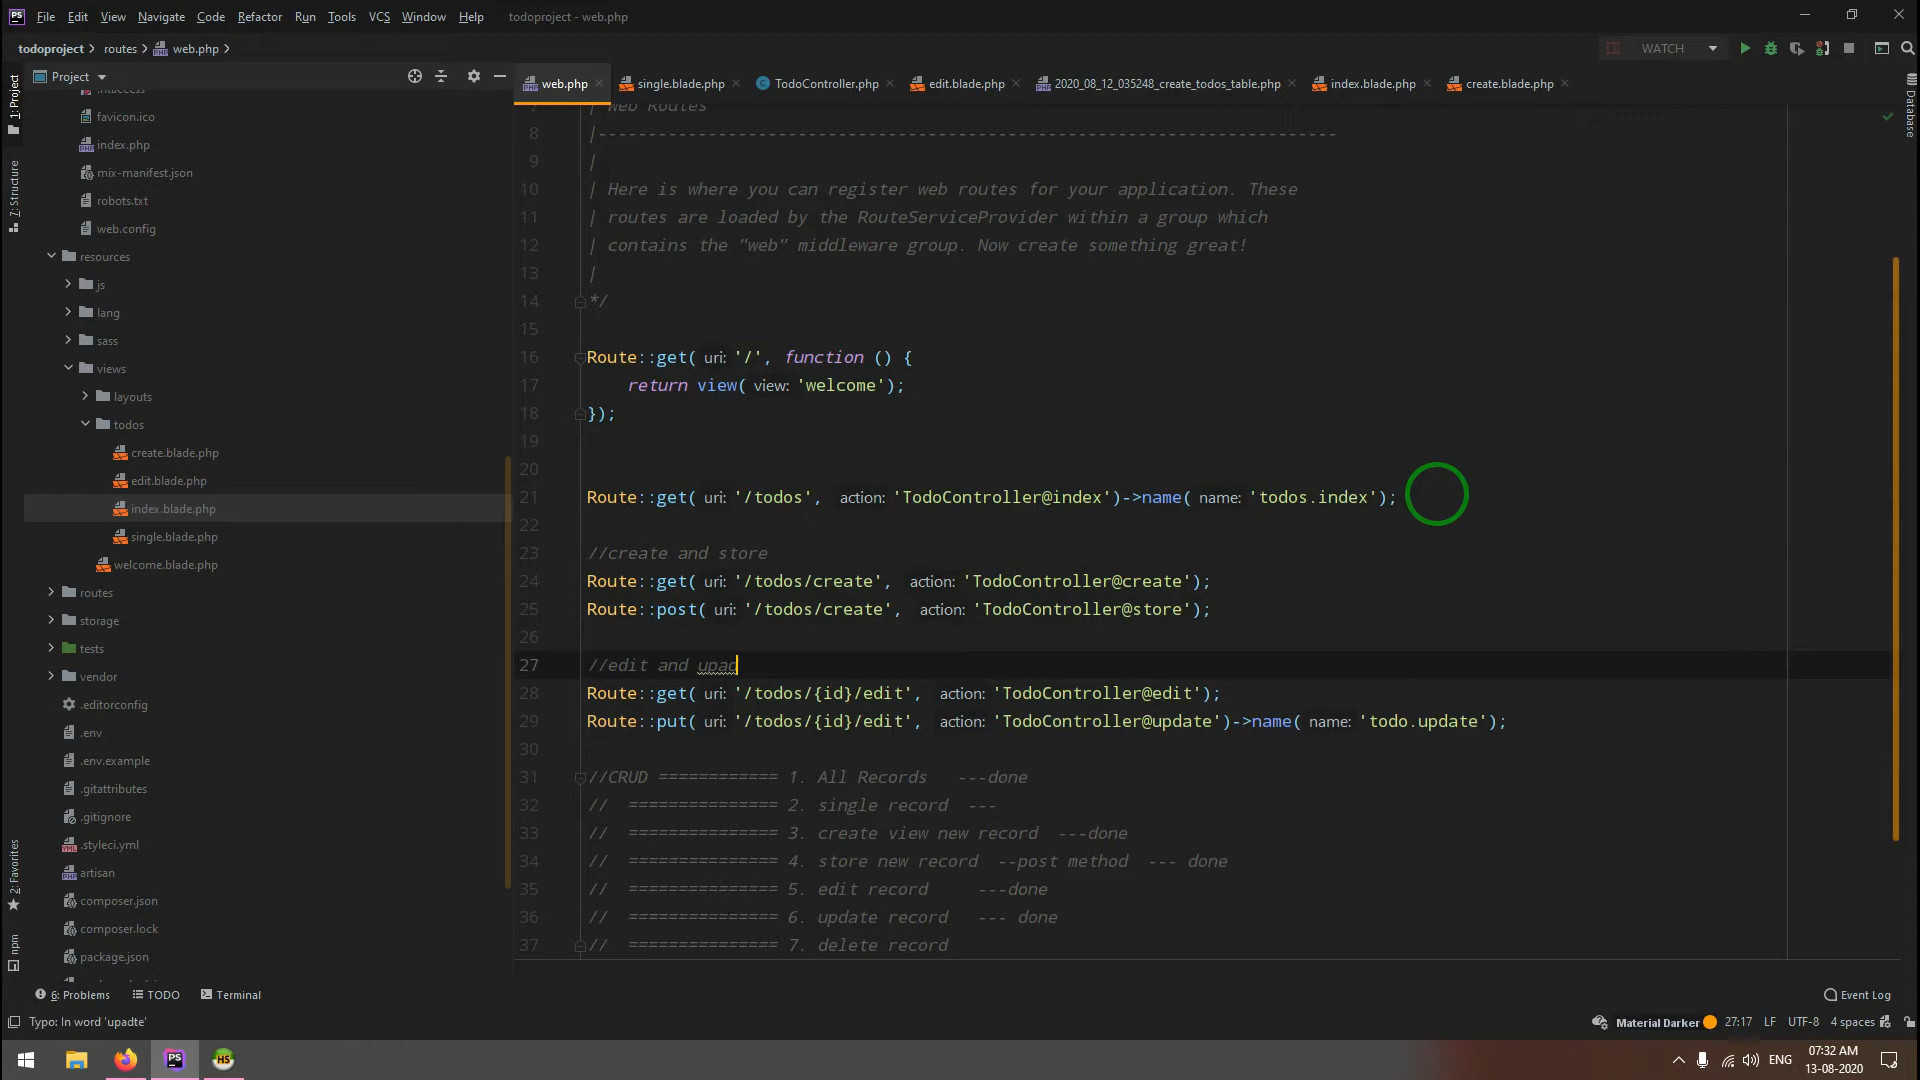 PS File Edit View Navigate Code Refactor Run Tools VCS Window Help todoproject - web.php
todoproject routes web.php WATCH
Project
1: Project
7: Structure
2: Favorites
npm
Database
.htaccess
favicon.ico
index.php
mix-manifest.json
robots.txt
web.config
resources
js
lang
sass
views
layouts
todos
create.blade.php
edit.blade.php
index.blade.php
single.blade.php
welcome.blade.php
routes
storage
tests
vendor
.editorconfig
.env
.env.example
.gitattributes
.gitignore
.styleci.yml
artisan
composer.json
composer.lock
package.json
web.php single.blade.php TodoController.php edit.blade.php 2020_08_12_035248_create_todos_table.php index.blade.php create.blade.php
| Web Routes
8 |--------------------------------------------------------------------------
9 |
10 | Here is where you can register web routes for your application. These
11 | routes are loaded by the RouteServiceProvider within a group which
12 | contains the "web" middleware group. Now create something great!
13 |
14 */
15
16 Route::get( uri: '/', function () {
17 return view( view: 'welcome');
18 });
19
20
21 Route::get( uri: '/todos', action: 'TodoController@index')->name( name: 'todos.index');
22
23 //create and store
24 Route::get( uri: '/todos/create', action: 'TodoController@create');
25 Route::post( uri: '/todos/create', action: 'TodoController@store');
26
27 //edit and upad
28 Route::get( uri: '/todos/{id}/edit', action: 'TodoController@edit');
29 Route::put( uri: '/todos/{id}/edit', action: 'TodoController@update')->name( name: 'todo.update');
30
31 //CRUD ============ 1. All Records ---done
32 // =============== 2. single record ---
33 // =============== 3. create view new record ---done
34 // =============== 4. store new record --post method --- done
35 // =============== 5. edit record ---done
36 // =============== 6. update record --- done
37 // =============== 7. delete record
6: Problems TODO Terminal Event Log
Typo: In word 'upadte' Material Darker 27:17 LF UTF-8 4 spaces
PS HS ENG 07:32 AM
13-08-2020